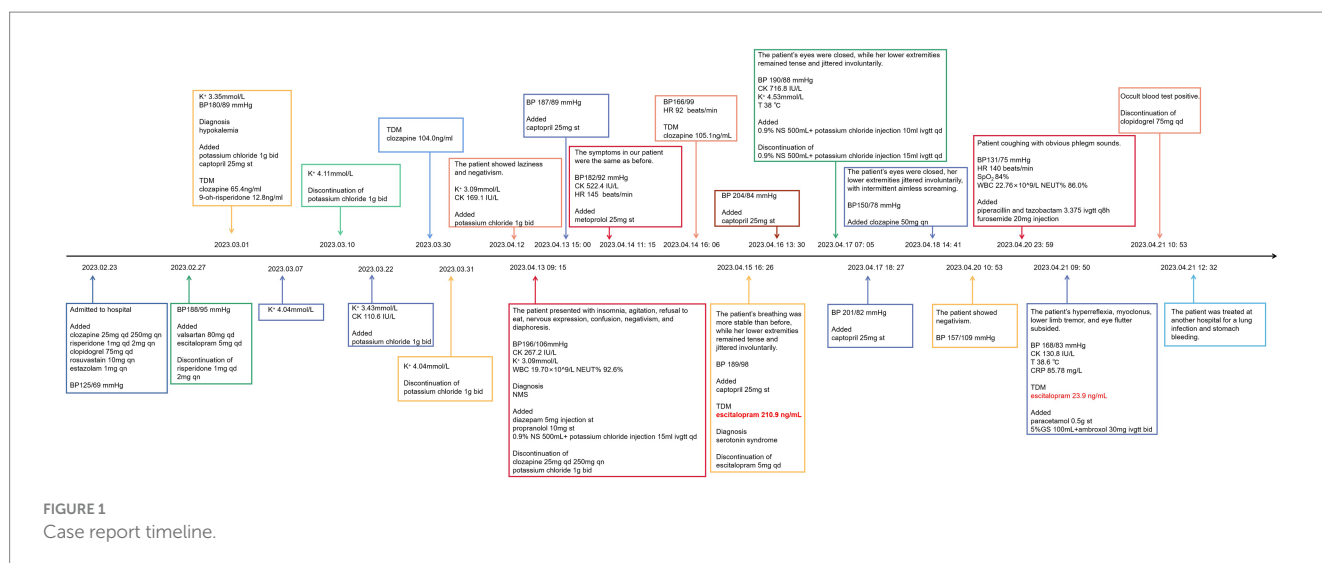 K⁺ 3.35mmol/L
BP180/89 mmHg
Diagnosis
hypokalemia
Added
potassium chloride 1g bid
captopril 25mg st
TDM
clozapine 65.4ng/ml
9-oh-risperidone 12.8ng/ml
K⁺ 4.11mmol/L
Discontinuation of
potassium chloride 1g bid
TDM
clozapine 104.0ng/ml
The patient showed laziness
and negativism.
K⁺ 3.09mmol/L
CK 169.1 IU/L
Added
potassium chloride 1g bid
BP 187/89 mmHg
Added
captopril 25mg st
The symptoms in our patient
were the same as before.
BP182/92 mmHg
CK 522.4 IU/L
HR 145 beats/min
Added
metoprolol 25mg st
BP166/99
HR 92 beats/min
TDM
clozapine 105.1ng/mL
BP 204/84 mmHg
Added
captopril 25mg st
The patient's eyes were closed, while her lower extremities
remained tense and jittered involuntarily.
BP 190/88 mmHg
CK 716.8 IU/L
K⁺ 4.53mmol/L
T 38 ℃
Added
0.9% NS 500mL+ potassium chloride injection 10ml ivgtt qd
Discontinuation of
0.9% NS 500mL+ potassium chloride injection 15ml ivgtt qd
The patient's eyes were closed, her
lower extremities jittered involuntarily,
with intermittent aimless screaming.
BP150/78 mmHg
Added clozapine 50mg qn
Patient coughing with obvious phlegm sounds.
BP131/75 mmHg
HR 140 beats/min
SpO₂ 84%
WBC 22.76×10^9/L NEUT% 86.0%
Added
piperacillin and tazobactam 3.375 ivgtt q8h
furosemide 20mg injection
Occult blood test positive.
Discontinuation of
clopidogrel 75mg qd
2023.03.01
2023.03.10
2023.03.30
2023.04.12
2023.04.13 15:00
2023.04.14 11:15
2023.04.14 16:06
2023.04.16 13:30
2023.04.17 07:05
2023.04.18 14:41
2023.04.20 23:59
2023.04.21 10:53
2023.02.23
2023.02.27
2023.03.07
2023.03.22
2023.03.31
2023.04.13 09:15
2023.04.15 16:26
2023.04.17 18:27
2023.04.20 10:53
2023.04.21 09:50
2023.04.21 12:32
Admitted to hospital
Added
clozapine 25mg qd 250mg qn
risperidone 1mg qd 2mg qn
clopidogrel 75mg qd
rosuvastain 10mg qn
estazolam 1mg qn
BP125/69 mmHg
BP188/95 mmHg
Added
valsartan 80mg qd
escitalopram 5mg qd
Discontinuation of
risperidone 1mg qd
2mg qn
K⁺ 4.04mmol/L
K⁺ 3.43mmol/L
CK 110.6 IU/L
Added
potassium chloride 1g bid
K⁺ 4.04mmol/L
Discontinuation of
potassium chloride 1g bid
The patient presented with insomnia, agitation, refusal to
eat, nervous expression, confusion, negativism, and
diaphoresis.
BP196/106mmHg
CK 267.2 IU/L
K⁺ 3.09mmol/L
WBC 19.70×10^9/L NEUT% 92.6%
Diagnosis
NMS
Added
diazepam 5mg injection st
propranolol 10mg st
0.9% NS 500mL+ potassium chloride injection 15ml ivgtt qd
Discontinuation of
clozapine 25mg qd 250mg qn
potassium chloride 1g bid
The patient's breathing was
more stable than before,
while her lower extremities
remained tense and
jittered involuntarily.
BP 189/98
Added
captopril 25mg st
TDM
escitalopram 210.9 ng/mL
Diagnosis
serotonin syndrome
Discontinuation of
escitalopram 5mg qd
BP 201/82 mmHg
Added
captopril 25mg st
The patient showed
negativism.
BP 157/109 mmHg
The patient's hyperreflexia, myoclonus,
lower limb tremor, and eye flutter
subsided.
BP 168/83 mmHg
CK 130.8 IU/L
T 38.6 ℃
CRP 85.78 mg/L
TDM
escitalopram 23.9 ng/mL
Added
paracetamol 0.5g st
5%GS 100mL+ambroxol 30mg ivgtt bid
The patient was treated at
another hospital for a lung
infection and stomach
bleeding.
FIGURE 1
Case report timeline.